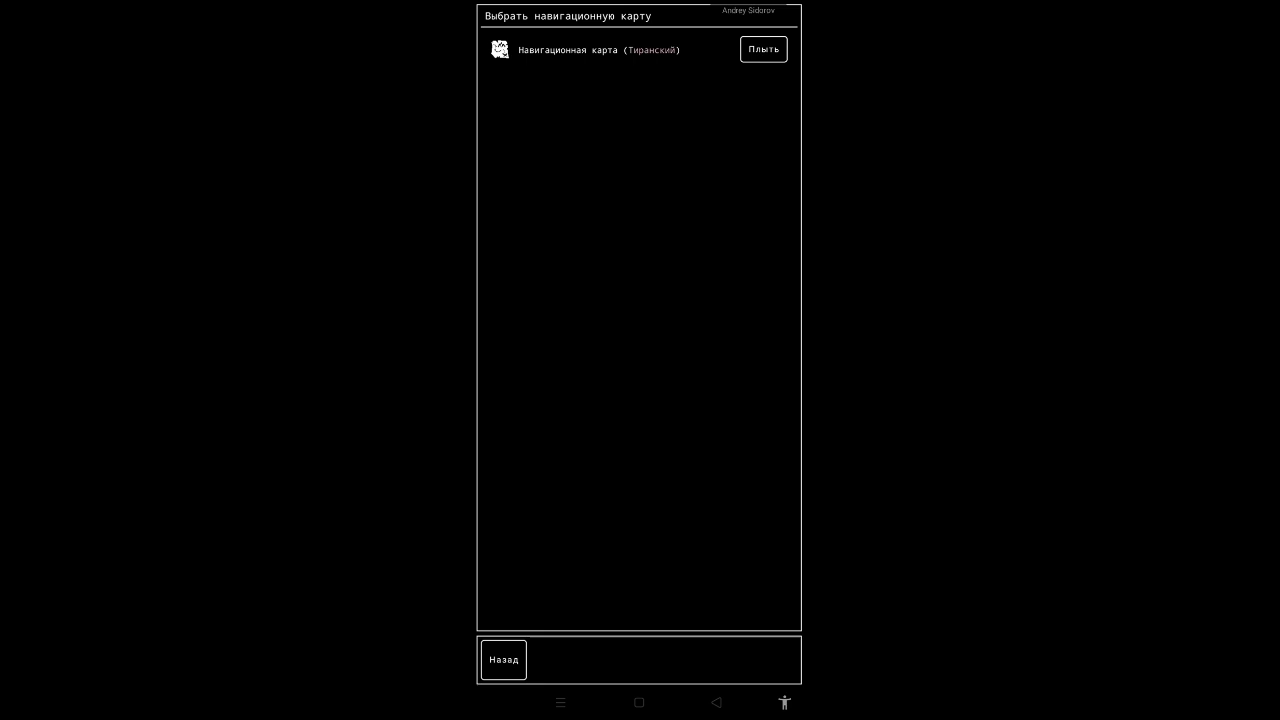 Andrey Sidorov
Выбрать навигационную карту
Навигационная карта (Тиранский)
Плыть
Назад